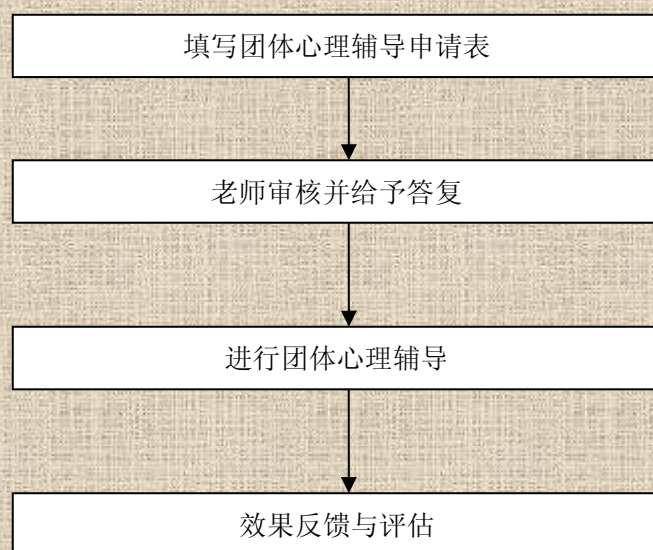 填写团体心理辅导申请表
老师审核并给予答复
进行团体心理辅导
效果反馈与评估